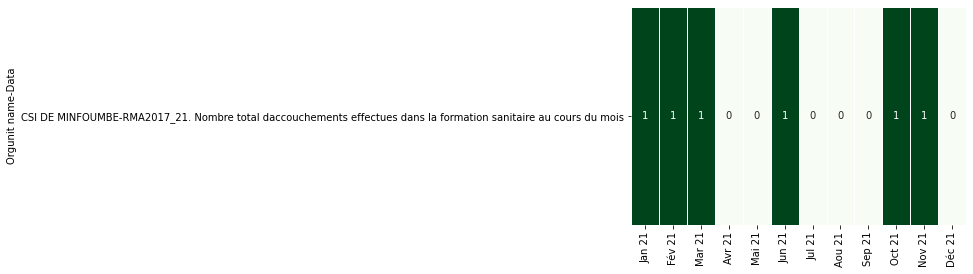 Orgunit name-Data
CSI DE MINFOUMBE-RMA2017_21. Nombre total daccouchements effectues dans la formation sanitaire au cours du mois
1 1 1 0 0 1 0 0 0 1 1 0
Jan 21 Fév 21 Mar 21 Avr 21 Mai 21 Jun 21 Jul 21 Aou 21 Sep 21 Oct 21 Nov 21 Déc 21